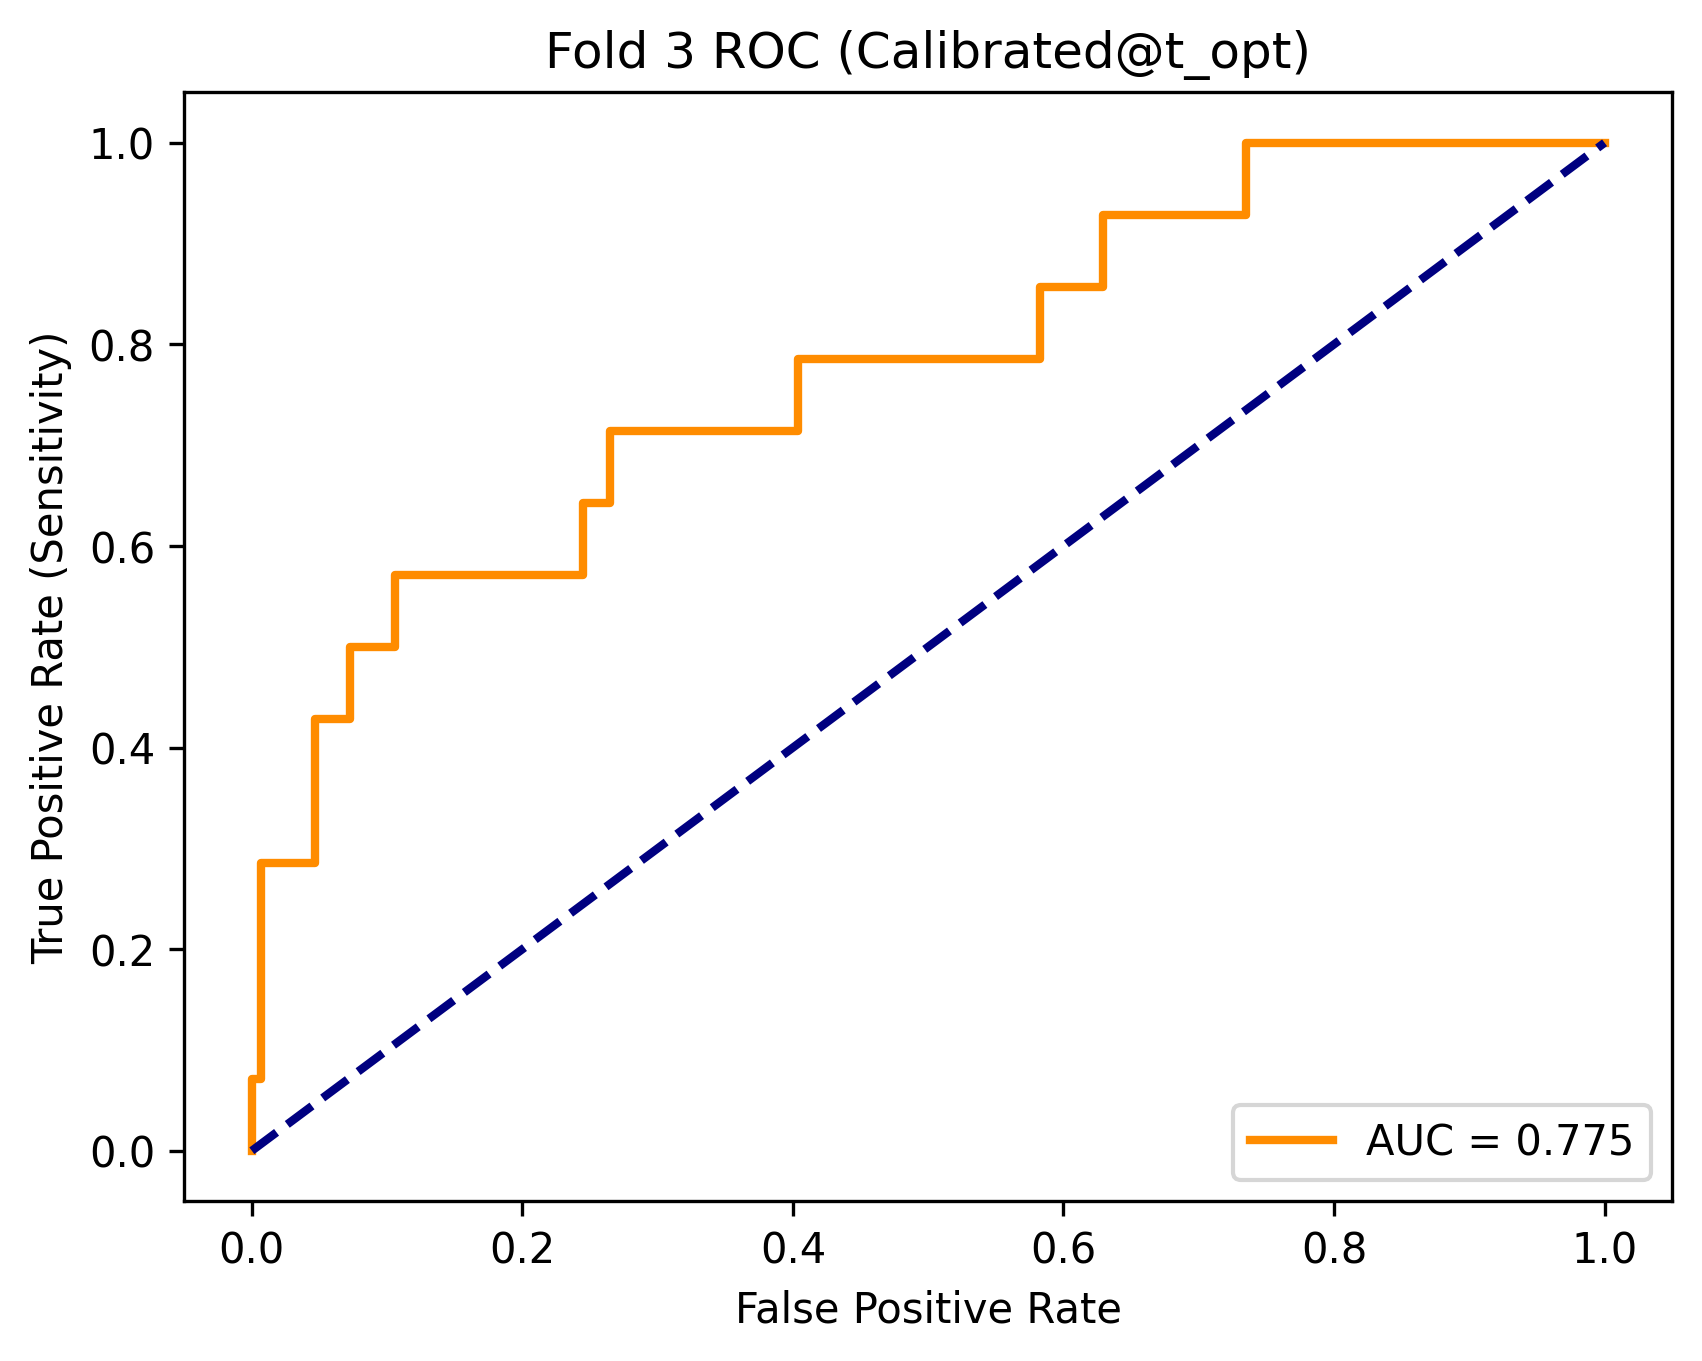 Fold 3 ROC (Calibrated@t_opt)
True Positive Rate (Sensitivity)
1.0
0.8
0.6
0.4
0.2
0.0
AUC = 0.775
0.0 0.2 0.4 0.6 0.8 1.0
False Positive Rate